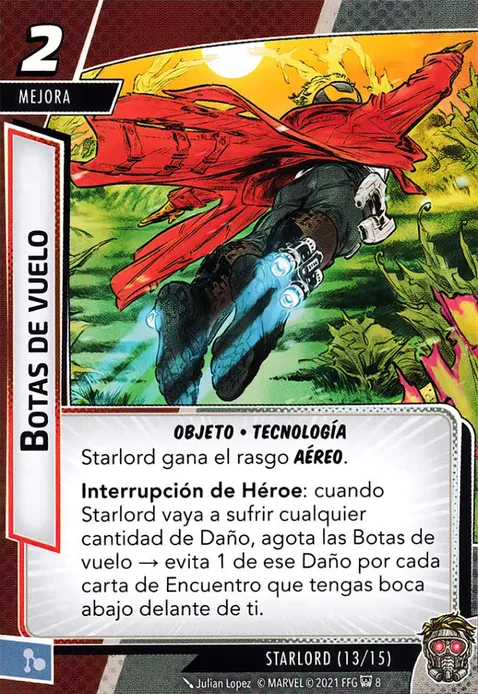 2
MEJORA
BOTAS DE VUELO
OBJETO • TECNOLOGÍA
Starlord gana el rasgo AÉREO.
Interrupción de Héroe: cuando
Starlord vaya a sufrir cualquier
cantidad de Daño, agota las Botas de
vuelo → evita 1 de ese Daño por cada
carta de Encuentro que tengas boca
abajo delante de ti.
STARLORD (13/15)
Julian Lopez © MARVEL © 2021 FFG 8